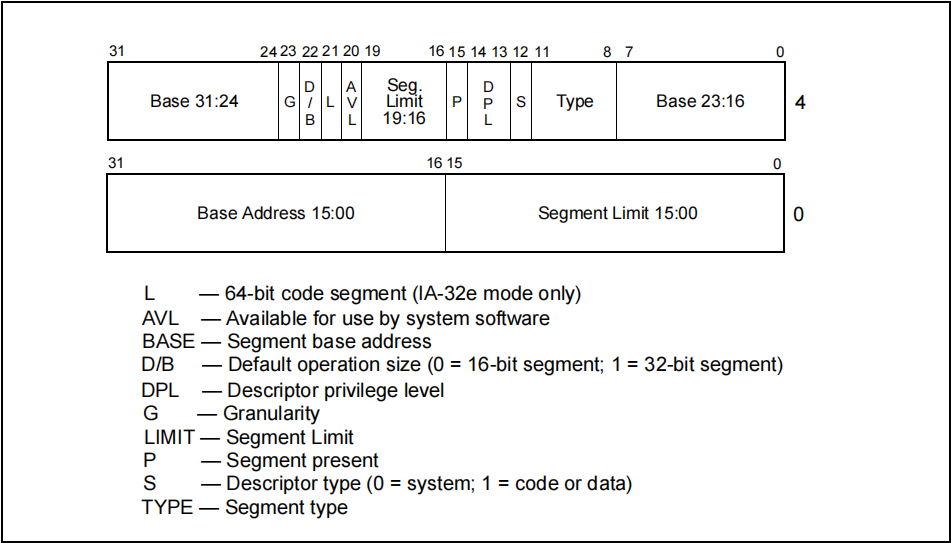 31 24 23 22 21 20 19 16 15 14 13 12 11 8 7 0
Base 31:24 G D/B L AVL Seg. Limit 19:16 P DPL S Type Base 23:16 4
31 16 15 0
Base Address 15:00 Segment Limit 15:00 0
L — 64-bit code segment (IA-32e mode only)
AVL — Available for use by system software
BASE — Segment base address
D/B — Default operation size (0 = 16-bit segment; 1 = 32-bit segment)
DPL — Descriptor privilege level
G — Granularity
LIMIT — Segment Limit
P — Segment present
S — Descriptor type (0 = system; 1 = code or data)
TYPE — Segment type